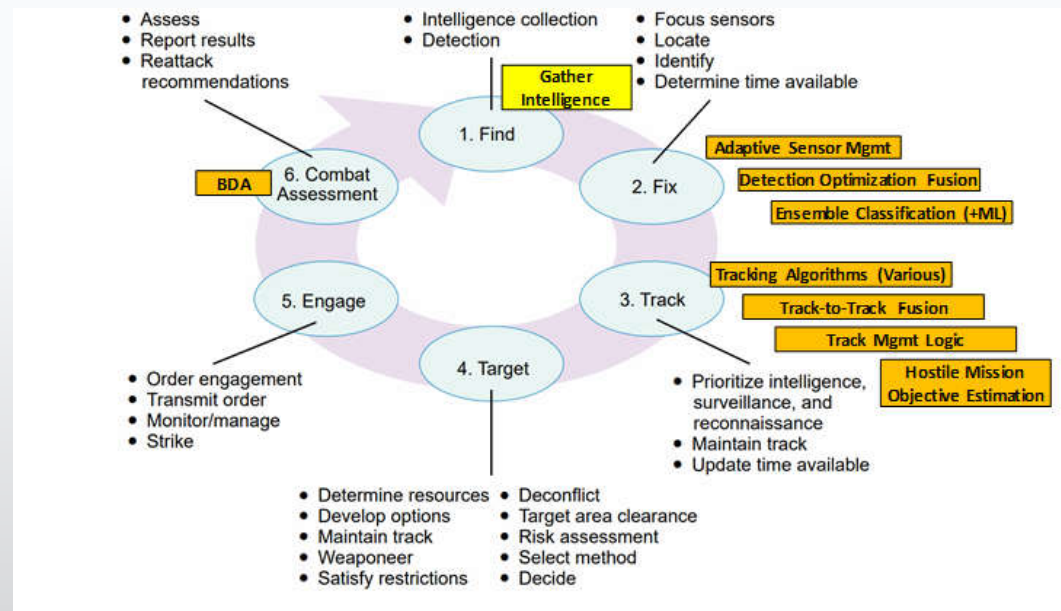 • Assess
• Report results
• Reattack
recommendations
• Intelligence collection
• Detection
• Focus sensors
• Locate
• Identify
• Determine time available
Gather
Intelligence
1. Find
Adaptive Sensor Mgmt
BDA
6. Combat
Assessment
2. Fix
Detection Optimization Fusion
Ensemble Classification (+ML)
Tracking Algorithms (Various)
5. Engage
3. Track
Track-to-Track Fusion
Track Mgmt Logic
4. Target
Hostile Mission
Objective Estimation
• Order engagement
• Transmit order
• Monitor/manage
• Strike
• Prioritize intelligence,
surveillance, and
reconnaissance
• Maintain track
• Update time available
• Determine resources
• Develop options
• Maintain track
• Weaponeer
• Satisfy restrictions
• Deconflict
• Target area clearance
• Risk assessment
• Select method
• Decide